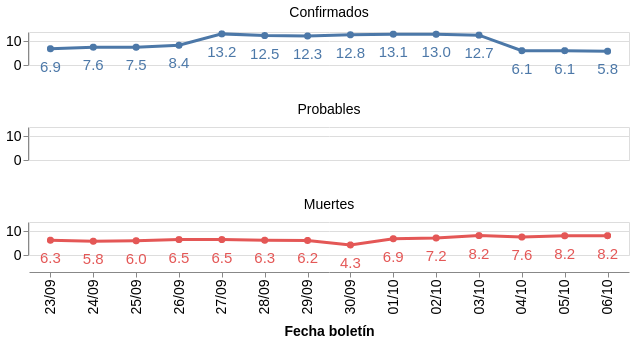 Confirmados
10
0
6.9 7.6 7.5 8.4 13.2 12.5 12.3 12.8 13.1 13.0 12.7 6.1 6.1 5.8
Probables
10
0
Muertes
10
0
6.3 5.8 6.0 6.5 6.5 6.3 6.2 4.3 6.9 7.2 8.2 7.6 8.2 8.2
23/09 24/09 25/09 26/09 27/09 28/09 29/09 30/09 01/10 02/10 03/10 04/10 05/10 06/10
Fecha boletín